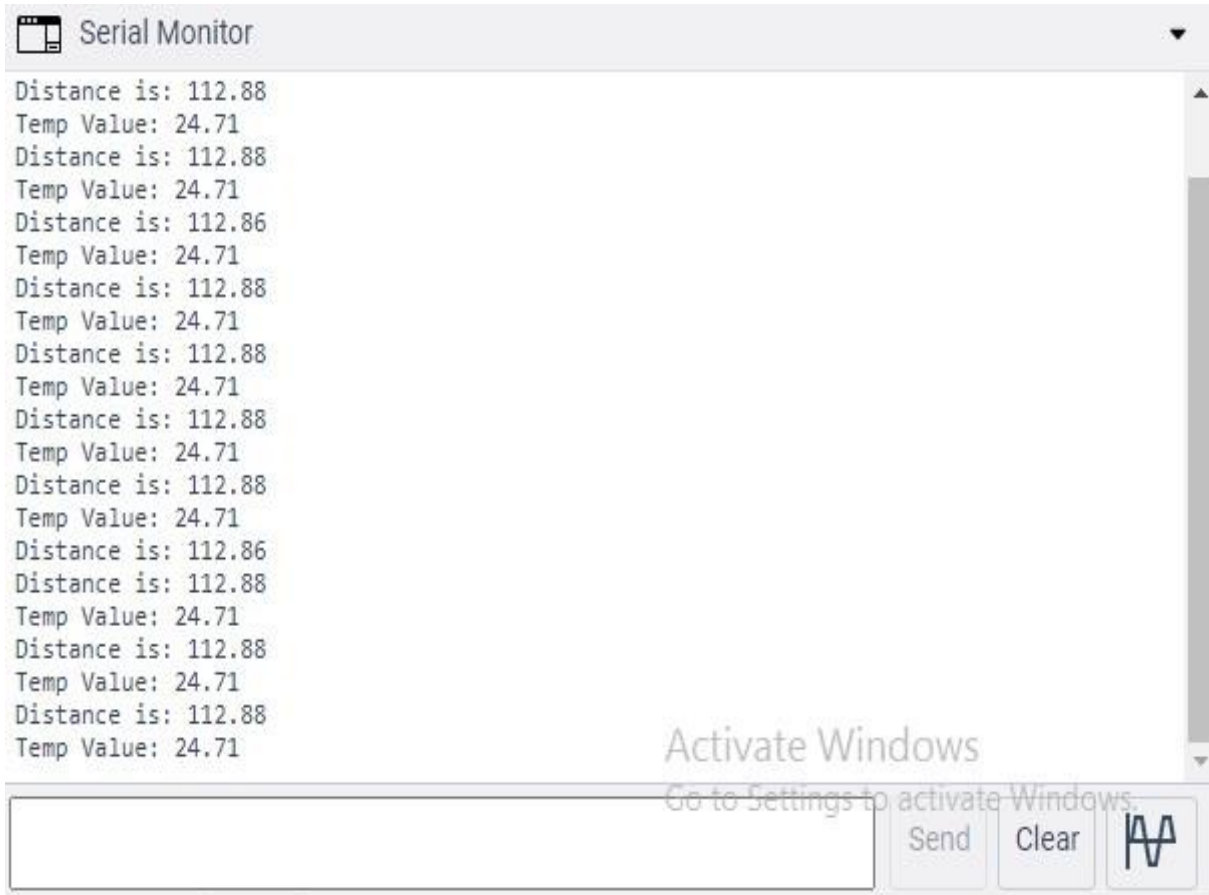 Serial Monitor
Distance is: 112.88
Temp Value: 24.71
Distance is: 112.88
Temp Value: 24.71
Distance is: 112.86
Temp Value: 24.71
Distance is: 112.88
Temp Value: 24.71
Distance is: 112.88
Temp Value: 24.71
Distance is: 112.88
Temp Value: 24.71
Distance is: 112.88
Temp Value: 24.71
Distance is: 112.86
Distance is: 112.88
Temp Value: 24.71
Distance is: 112.88
Temp Value: 24.71
Distance is: 112.88
Temp Value: 24.71
Activate Windows
Go to Settings to activate Windows.
Send Clear